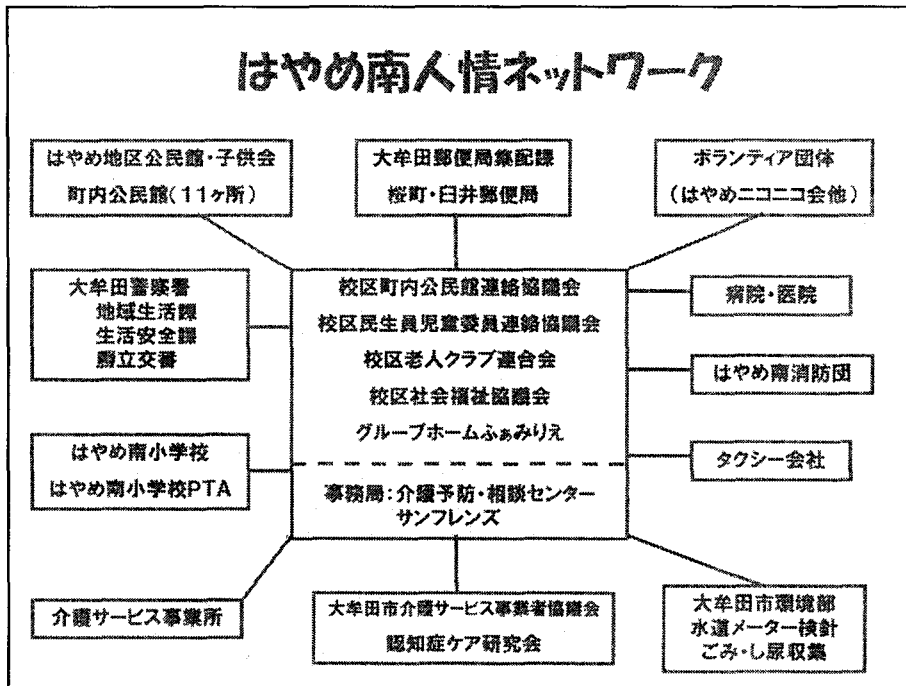 はやめ南人情ネットワーク
はやめ地区公民館・子供会
町内公民館(11ヶ所)
大牟田郵便局集配課
桜町・臼井郵便局
ボランティア団体
(はやめニコニコ会他)
大牟田警察署
地域生活課
生活安全課
勝立交番
校区町内公民館連絡協議会
校区民生員児童委員連絡協議会
校区老人クラブ連合会
校区社会福祉協議会
グループホームふぁみりえ
事務局:介護予防・相談センター
サンフレンズ
病院・医院
はやめ南消防団
タクシー会社
はやめ南小学校
はやめ南小学校PTA
介護サービス事業所
大牟田市介護サービス事業者協議会
認知症ケア研究会
大牟田市環境部
水道メーター検針
ごみ・し尿収集